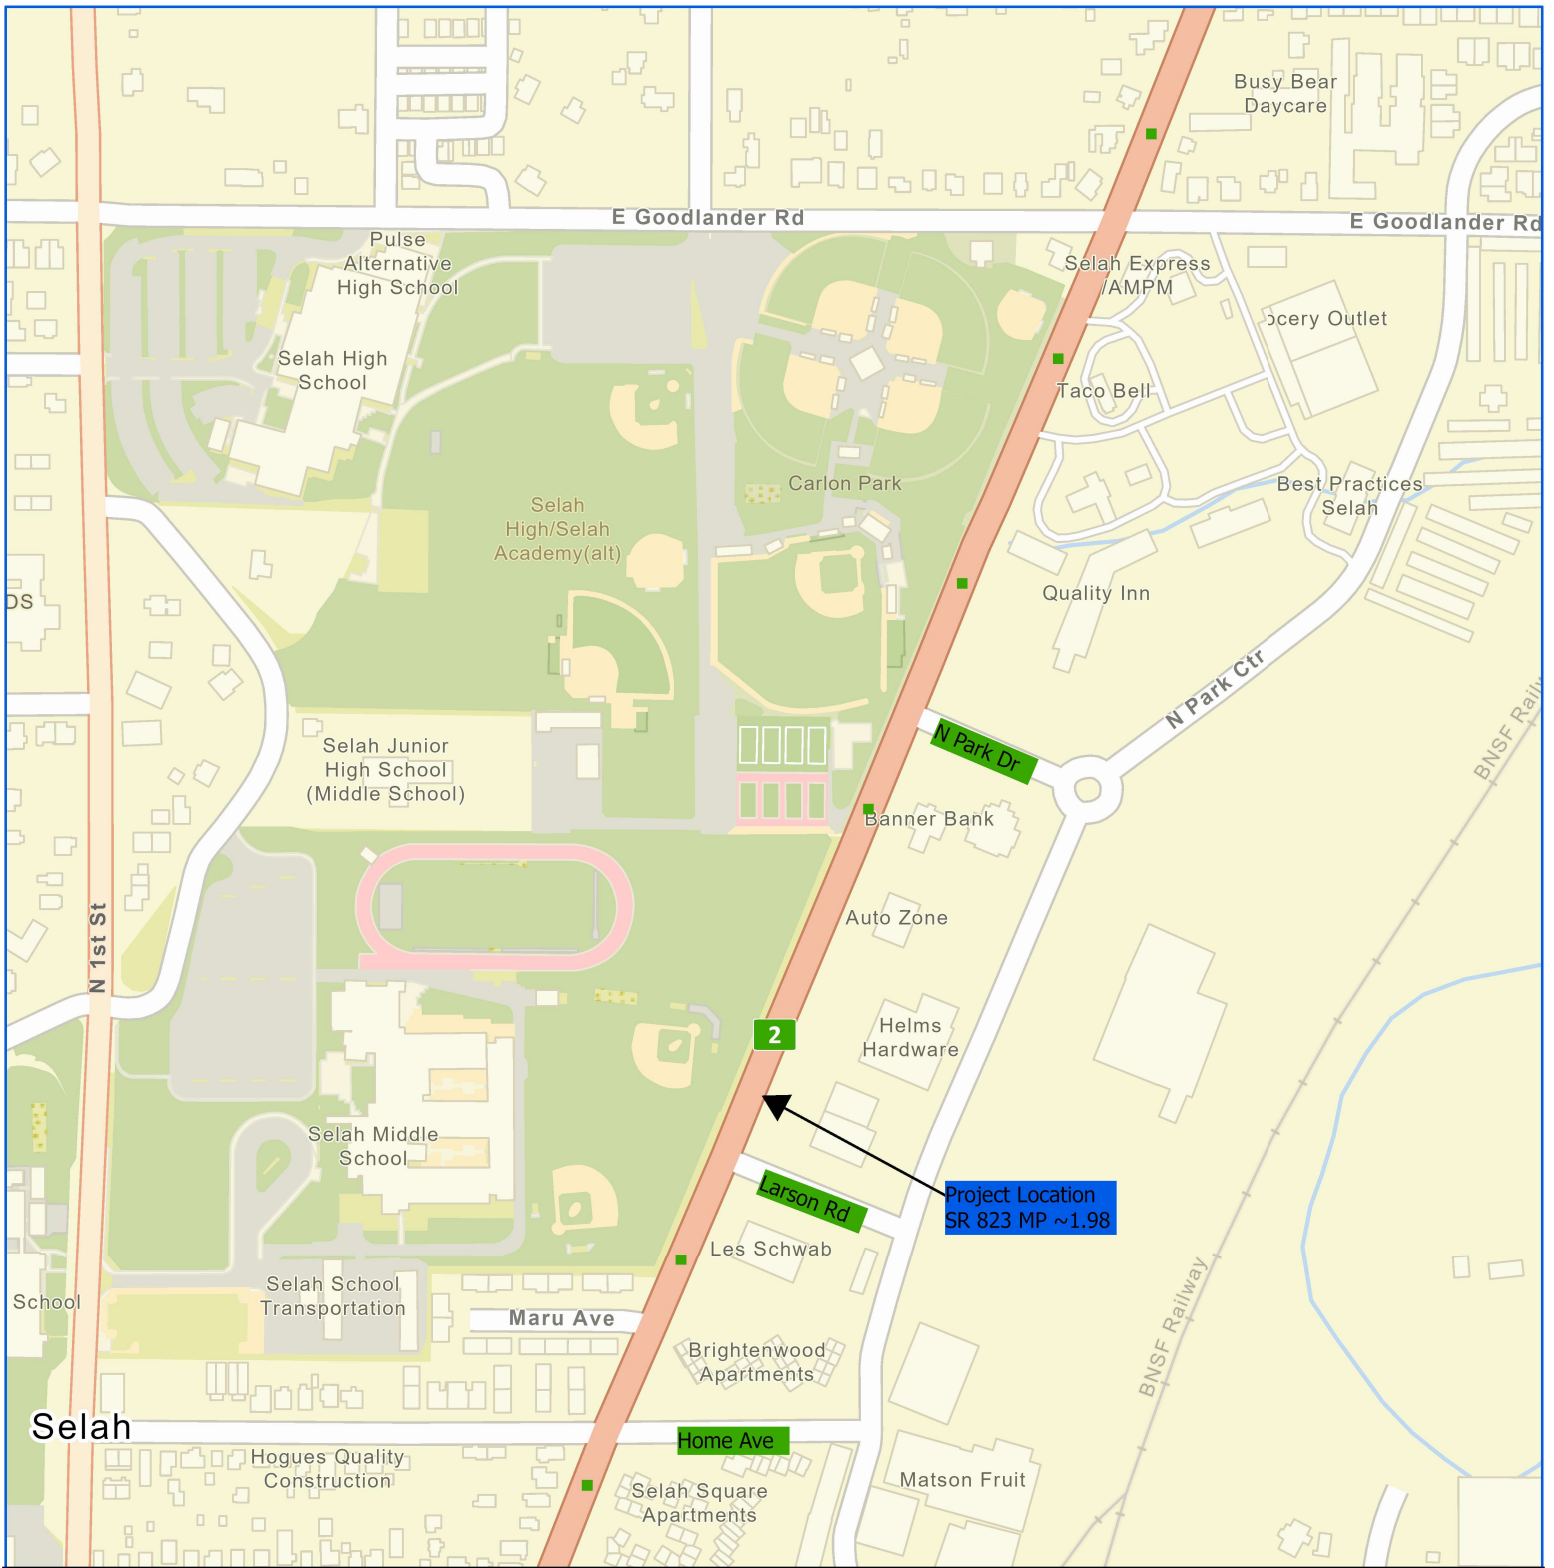 Busy Bear
Daycare
E Goodlander Rd
E Goodlander Rd
Pulse
Alternative
High School
Selah Express
/AMPM
ocery Outlet
Selah High
School
Taco Bell
Carlon Park
Best Practices
Selah
Selah
High/Selah
Academy(alt)
Quality Inn
DS
N Park Ctr
BNSF Railw
N Park Dr
Selah Junior
High School
(Middle School)
Banner Bank
Auto Zone
N 1st St
2
Helms
Hardware
Selah Middle
School
Larson Rd
Project Location
SR 823 MP ~1.98
Les Schwab
BNSF Railway
School
Selah School
Transportation
Maru Ave
Brightenwood
Apartments
Selah
Home Ave
Hogues Quality
Construction
Selah Square
Apartments
Matson Fruit